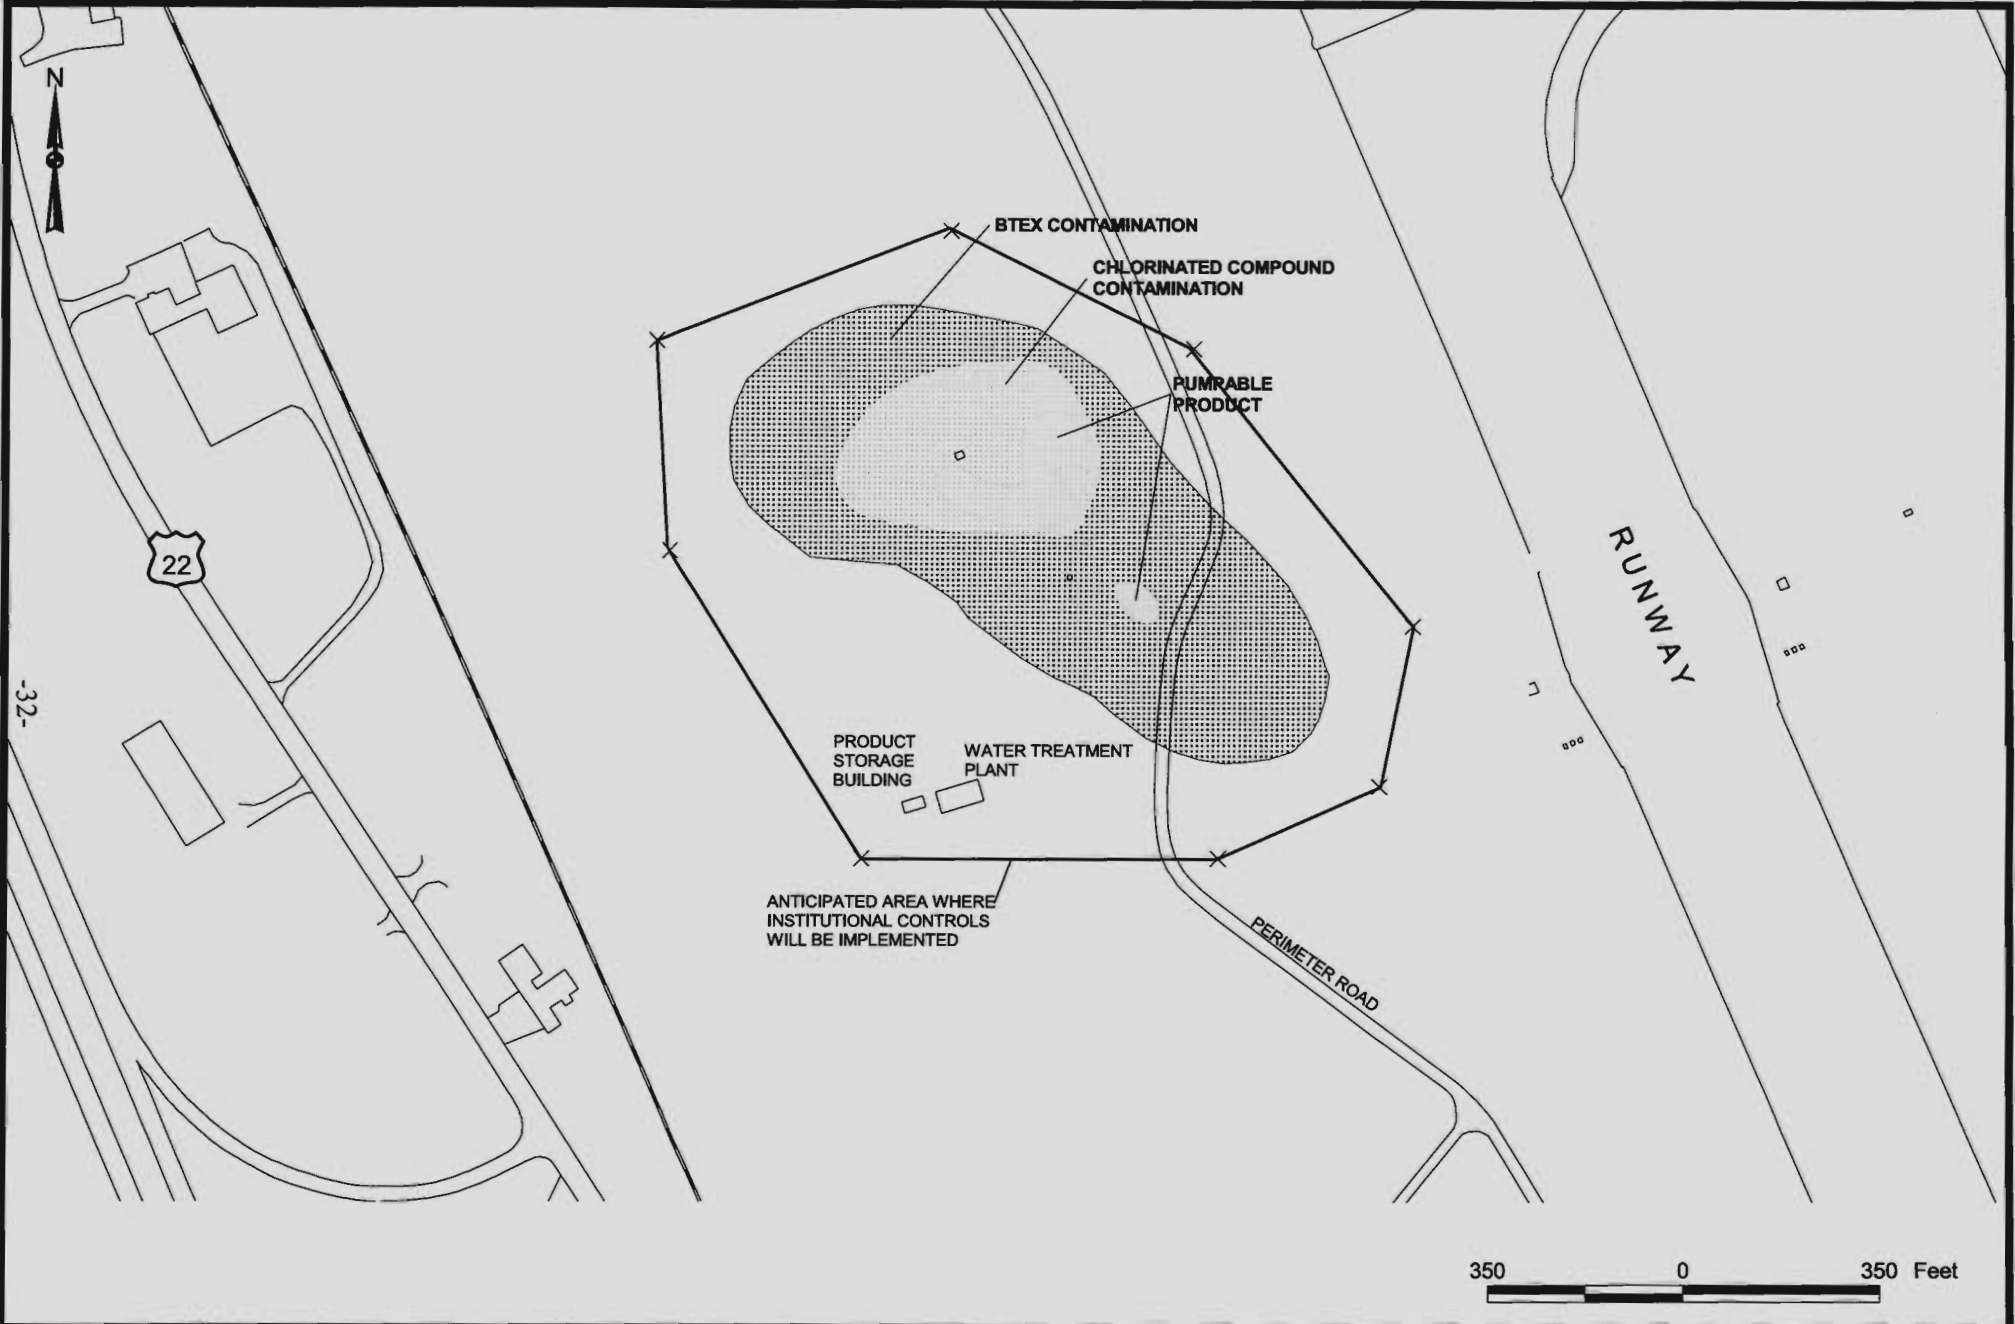 N
BTEX CONTAMINATION
CHLORINATED COMPOUND
CONTAMINATION
PUMPABLE
PRODUCT
22
RUNWAY
-32-
PRODUCT
STORAGE
BUILDING
WATER TREATMENT
PLANT
ANTICIPATED AREA WHERE
INSTITUTIONAL CONTROLS
WILL BE IMPLEMENTED
PERIMETER ROAD
350 0 350 Feet